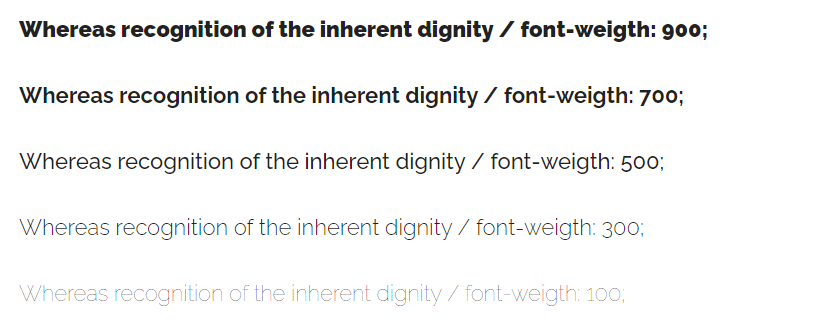 Whereas recognition of the inherent dignity / font-weigth: 900;
Whereas recognition of the inherent dignity / font-weigth: 700;
Whereas recognition of the inherent dignity / font-weigth: 500;
Whereas recognition of the inherent dignity / font-weigth: 300;
Whereas recognition of the inherent dignity / font-weigth: 100;